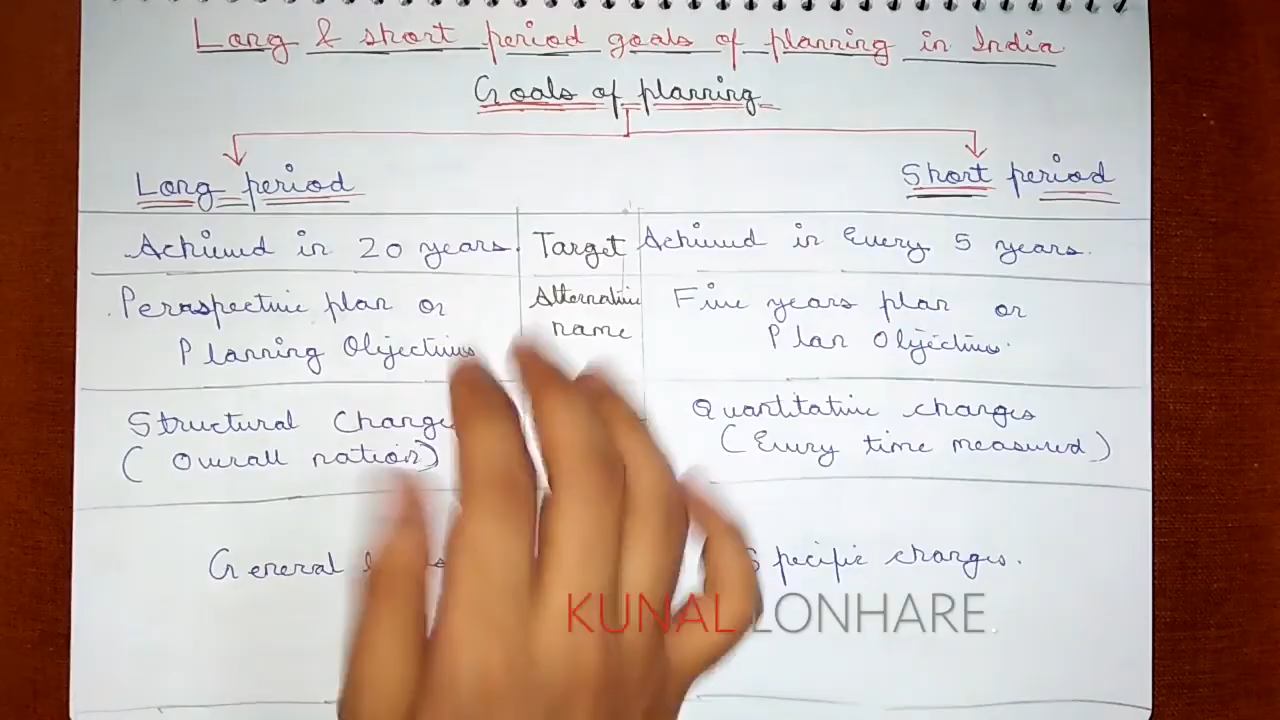 Long & short period goals of planning in India
Goals of planning
Long period
Short period
Achieved in 20 years.
Target
Achieved in Every 5 years.
Perspective plan or
Planning Objectives
Alternative
name
Five years plan or
Plan Objective.
Structural Change
(Overall nation)
Quantitative changes
(Every time measured)
General
Specific changes.
KUNAL LONHARE.